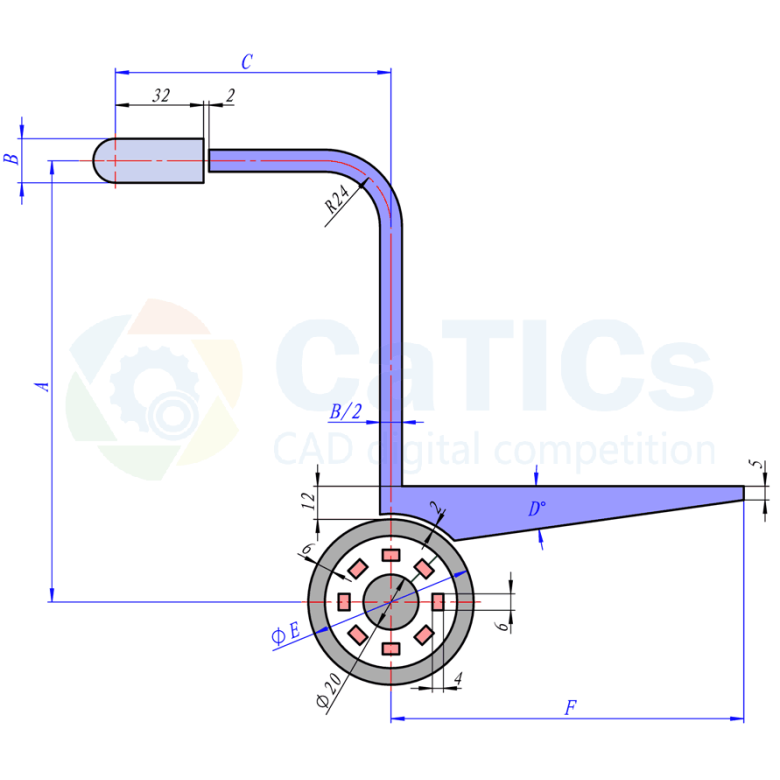 C
32
2
B
R24
A
CaTICs
B/2
CAD digital competition
5
12
2
D°
6
6
ΦE
4
Φ20
F